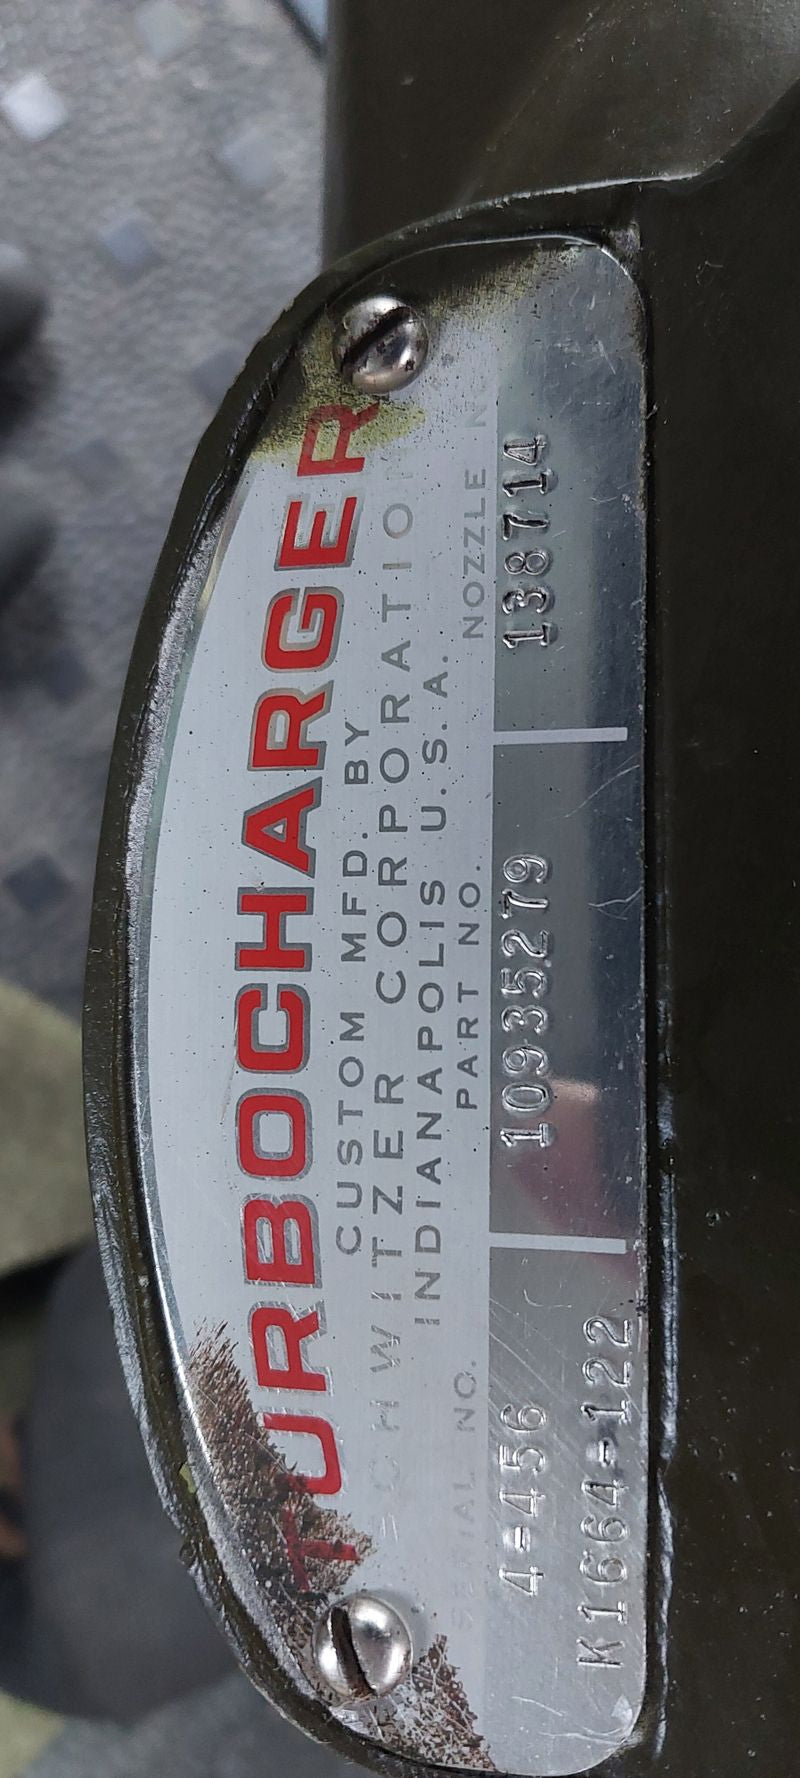 TURBOCHARGER
CUSTOM MFD. BY
SCHWITZER CORPORATION
INDIANAPOLIS U.S.A.
SERIAL NO. PART NO. NOZZLE N
4-456 10935279 138714
K1664-122